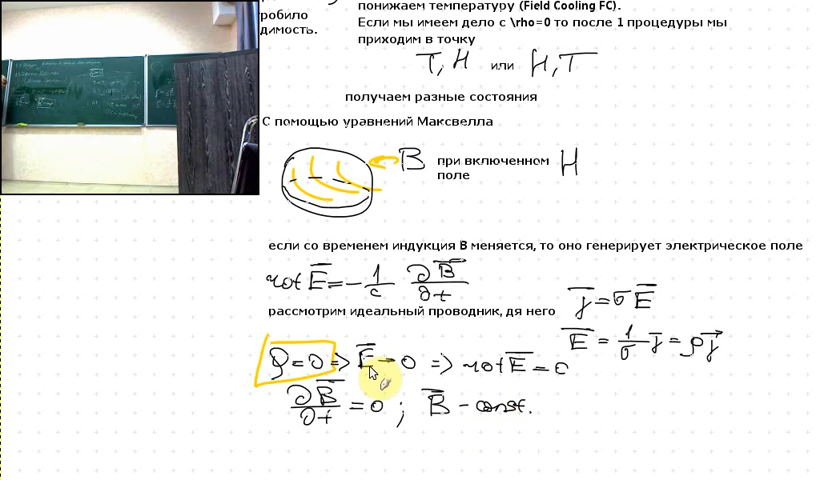 понижаем температуру (Field Cooling FC).
робило
димость.
Если мы имеем дело с \rho=0 то после 1 процедуры мы
приходим в точку
T, H или H, T
получаем разные состояния
С помощью уравнений Максвелла
B при включенном поле H
если со временем индукция B меняется, то оно генерирует электрическое поле
rot E̅ = - 1/c ∂B̅/∂t
рассмотрим идеальный проводник, дя него
j̅ = σ E̅
E̅ = 1/σ j̅ = ρ j⃗
ρ = 0 => E̅ → 0 => rot E̅ = 0
∂B̅/∂t = 0 ; B̅ - const.